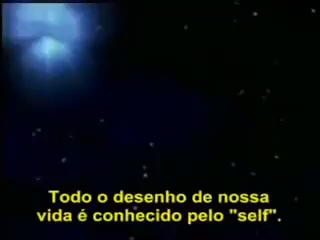 Todo o desenho de nossa
vida é conhecido pelo "self".